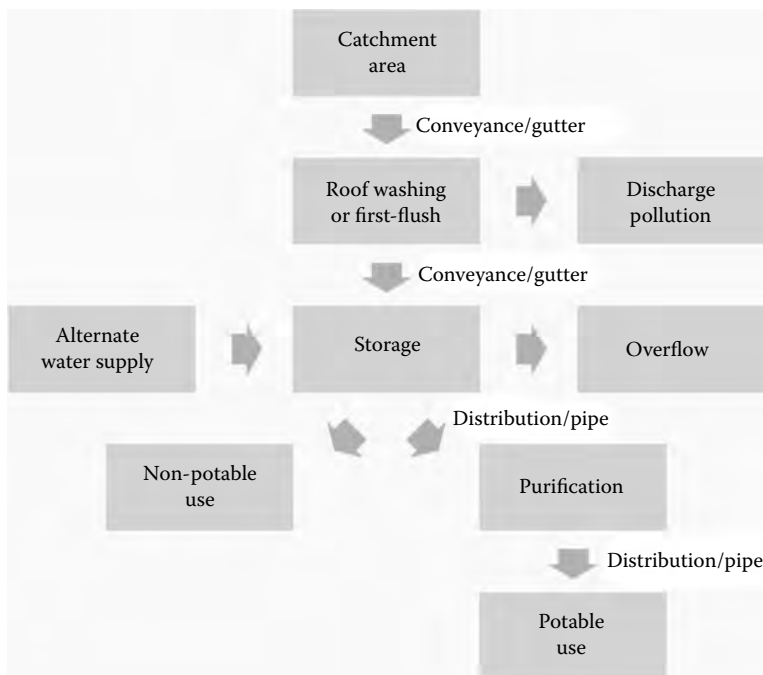 Catchment
area
Conveyance/gutter
Roof washing
or first-flush
Discharge
pollution
Conveyance/gutter
Alternate
water supply
Storage
Overflow
Distribution/pipe
Non-potable
use
Purification
Distribution/pipe
Potable
use